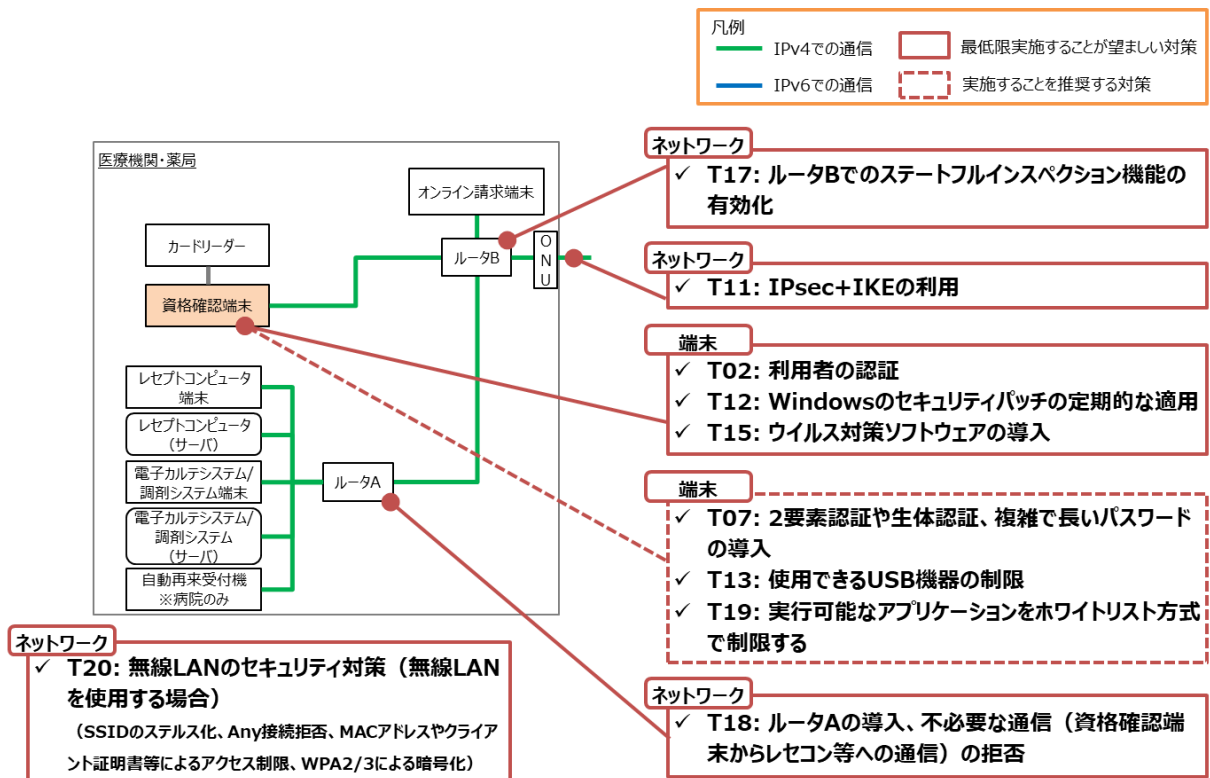 凡例
IPv4での通信
最低限実施することが望ましい対策
IPv6での通信
実施することを推奨する対策
医療機関・薬局
オンライン請求端末
カードリーダー
ルータB
O
N
U
資格確認端末
レセプトコンピュータ
端末
レセプトコンピュータ
(サーバ)
電子カルテシステム/
調剤システム端末
電子カルテシステム/
調剤システム
(サーバ)
自動再来受付機
※病院のみ
ルータA
ネットワーク
✓ T17: ルータBでのステートフルインスペクション機能の
有効化
ネットワーク
✓ T11: IPsec+IKEの利用
端末
✓ T02: 利用者の認証
✓ T12: Windowsのセキュリティパッチの定期的な適用
✓ T15: ウイルス対策ソフトウェアの導入
端末
✓ T07: 2要素認証や生体認証、複雑で長いパスワード
の導入
✓ T13: 使用できるUSB機器の制限
✓ T19: 実行可能なアプリケーションをホワイトリスト方式
で制限する
ネットワーク
✓ T18: ルータAの導入、不必要な通信（資格確認端
末からレセコン等への通信）の拒否
ネットワーク
✓ T20: 無線LANのセキュリティ対策（無線LAN
を使用する場合）
（SSIDのステルス化、Any接続拒否、MACアドレスやクライア
ント証明書等によるアクセス制限、WPA2/3による暗号化）